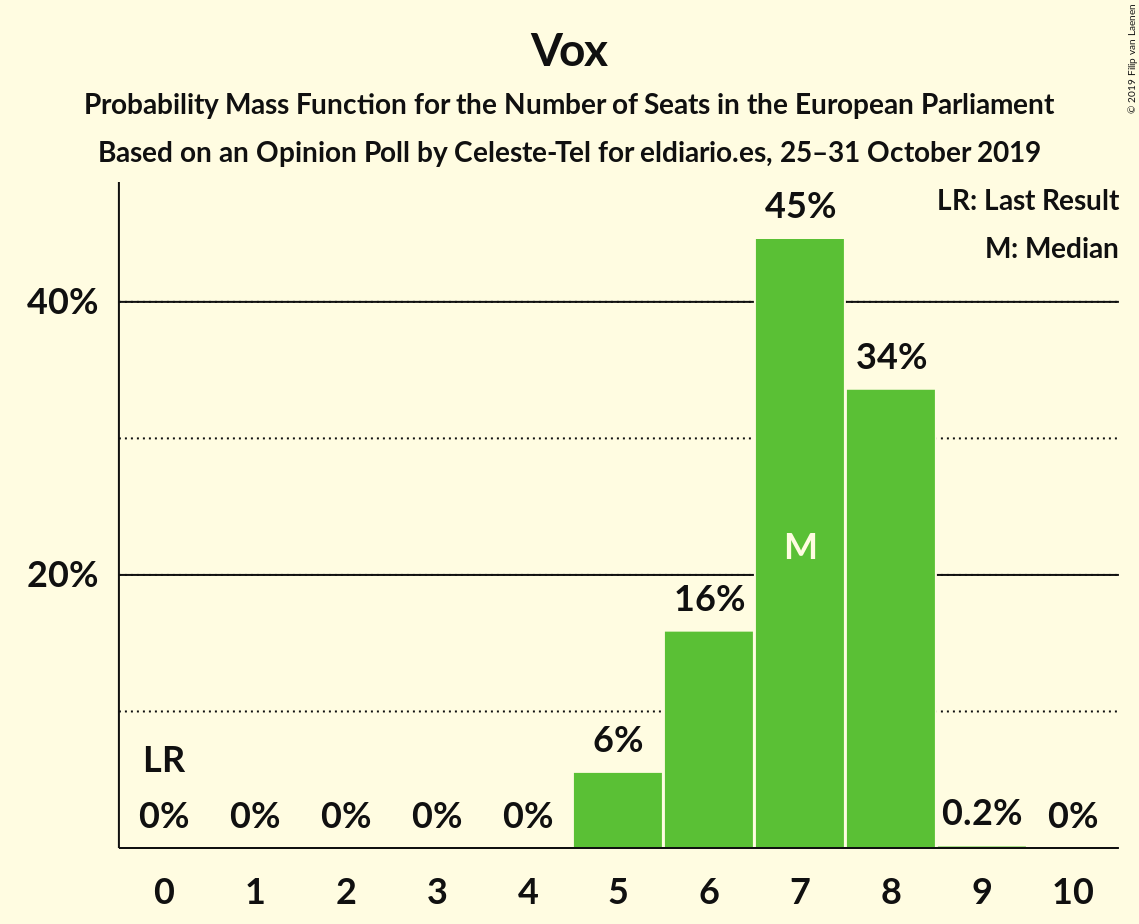 Vox
Probability Mass Function for the Number of Seats in the European Parliament
Based on an Opinion Poll by Celeste-Tel for eldiario.es, 25–31 October 2019
© 2019 Filip van Laenen
LR: Last Result
M: Median
45%
40%
34%
M
20%
16%
6%
LR
0% 0% 0% 0% 0% 0.2% 0%
0 1 2 3 4 5 6 7 8 9 10